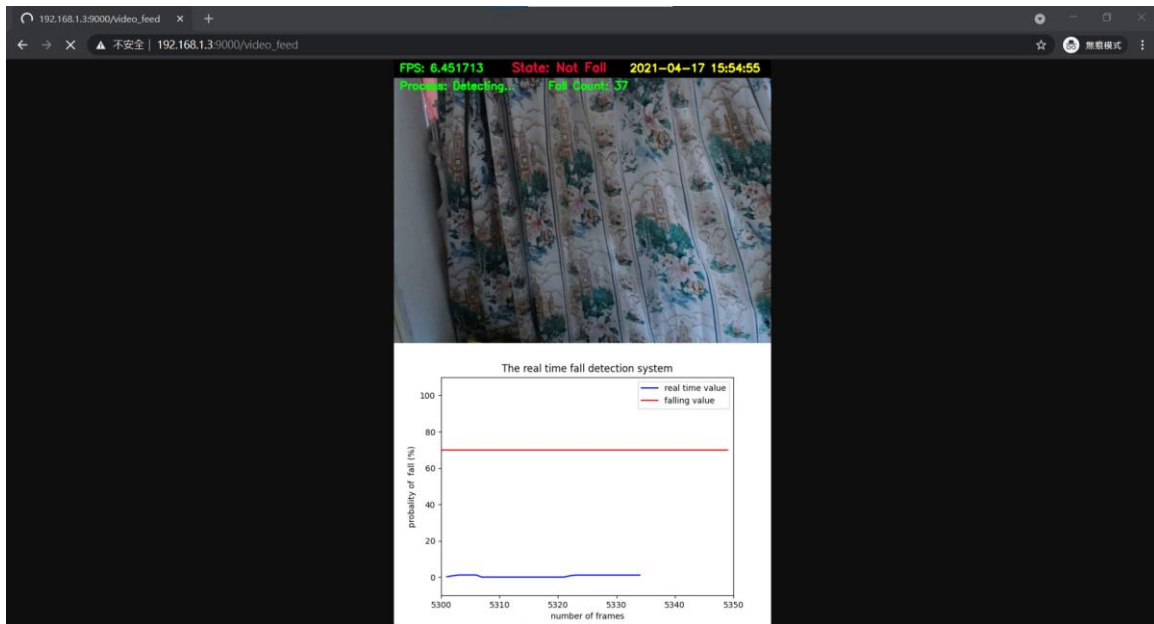 192.168.1.3:9000/video_feed
不安全 | 192.168.1.3:9000/video_feed
無痕模式
FPS: 6.451713 State: Not Fall 2021-04-17 15:54:55
Process: Detecting... Fall Count: 37
The real time fall detection system
real time value
falling value
100
80
60
40
20
0
probality of fall (%)
5300 5310 5320 5330 5340 5350
number of frames